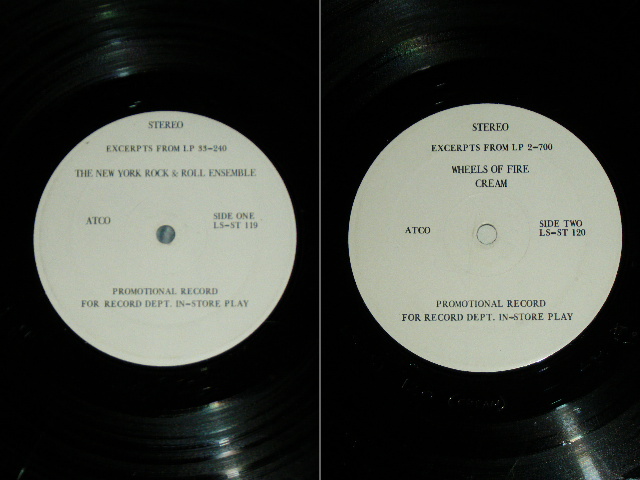 STEREO
EXCERPTS FROM LP 33-240
THE NEW YORK ROCK & ROLL ENSEMBLE
ATCO
SIDE ONE
LS-ST 119
PROMOTIONAL RECORD
FOR RECORD DEPT. IN-STORE PLAY
STEREO
EXCERPTS FROM LP 2-700
WHEELS OF FIRE
CREAM
ATCO
SIDE TWO
LS-ST 120
PROMOTIONAL RECORD
FOR RECORD DEPT. IN-STORE PLAY